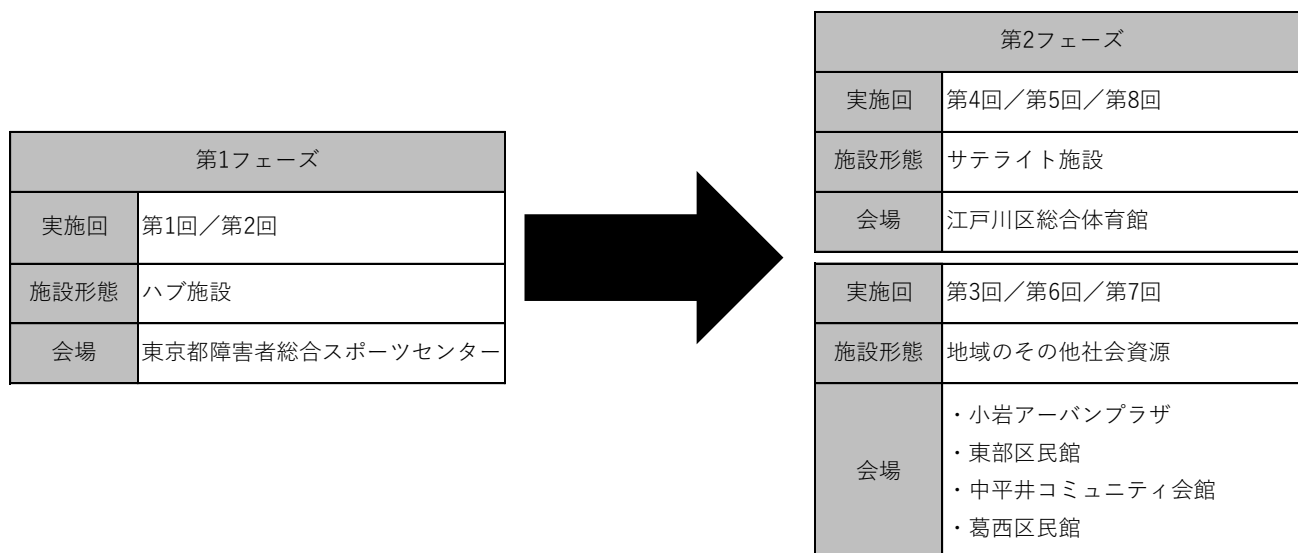 第1フェーズ
実施回 第1回／第2回
施設形態 ハブ施設
会場 東京都障害者総合スポーツセンター
第2フェーズ
実施回 第4回／第5回／第8回
施設形態 サテライト施設
会場 江戸川区総合体育館
実施回 第3回／第6回／第7回
施設形態 地域のその他社会資源
会場
・小岩アーバンプラザ
・東部区民館
・中平井コミュニティ会館
・葛西区民館